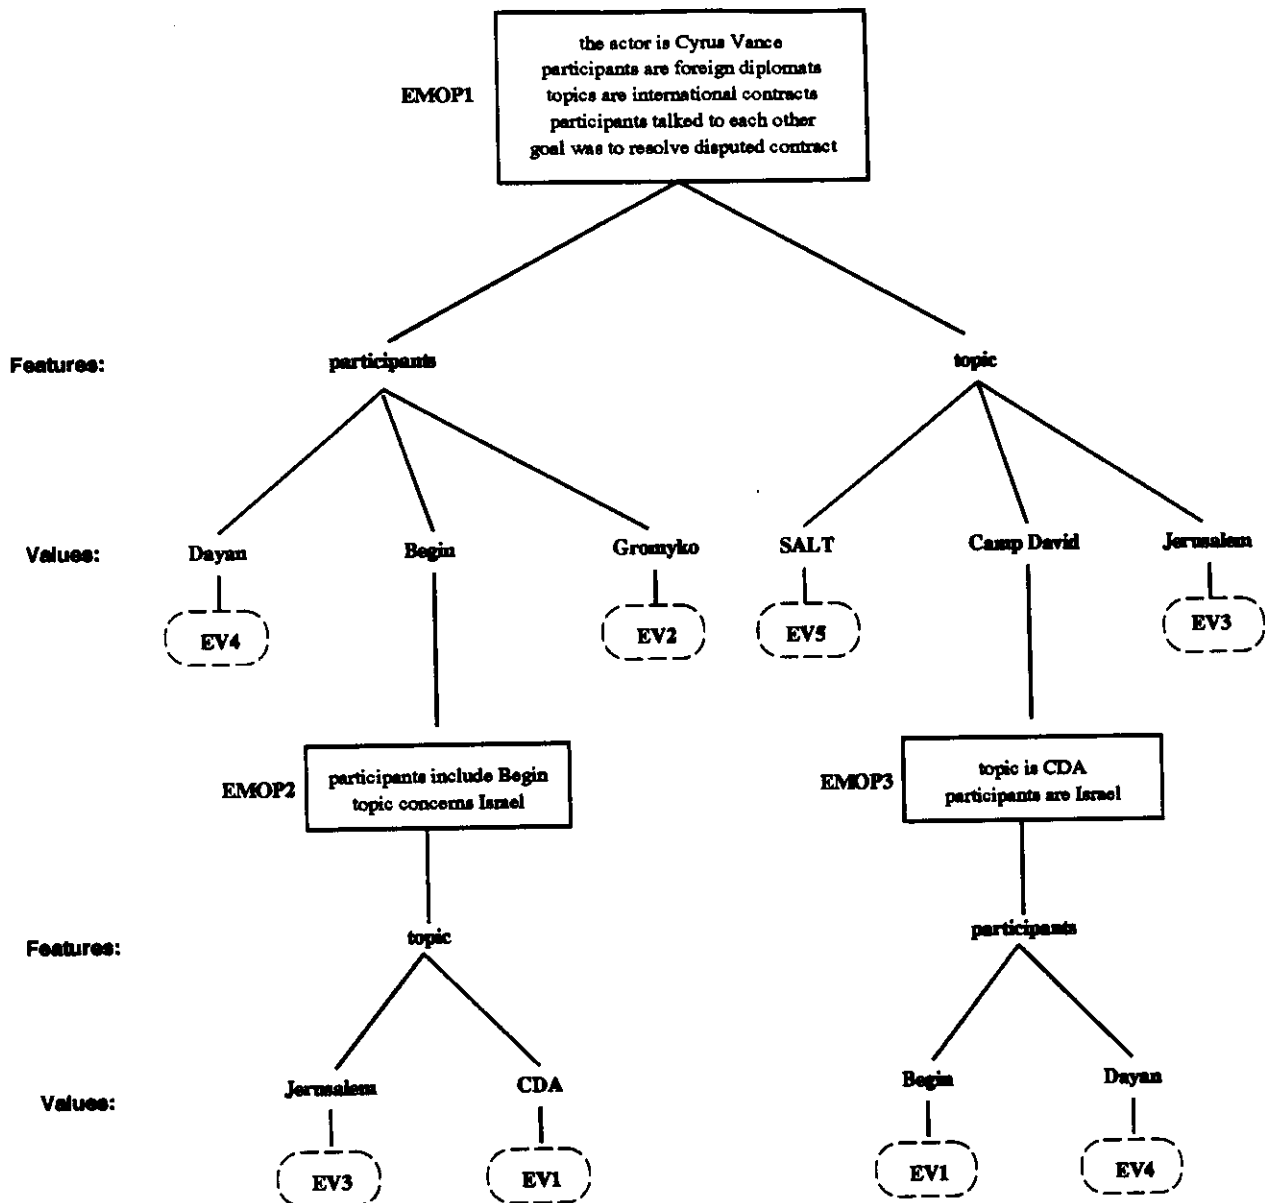 the actor is Cyrus Vance
participants are foreign diplomats
EMOP1
topics are international contracts
participants talked to each other
goal was to resolve disputed contract
Features:
participants
topic
Values:
Dayan
Begin
Gromyko
SALT
Camp David
Jerusalem
EV4
EV2
EV5
EV3
EMOP2
participants include Begin
topic concerns Israel
EMOP3
topic is CDA
participants are Israel
Features:
topic
participants
Values:
Jerusalem
CDA
Begin
Dayan
EV3
EV1
EV1
EV4